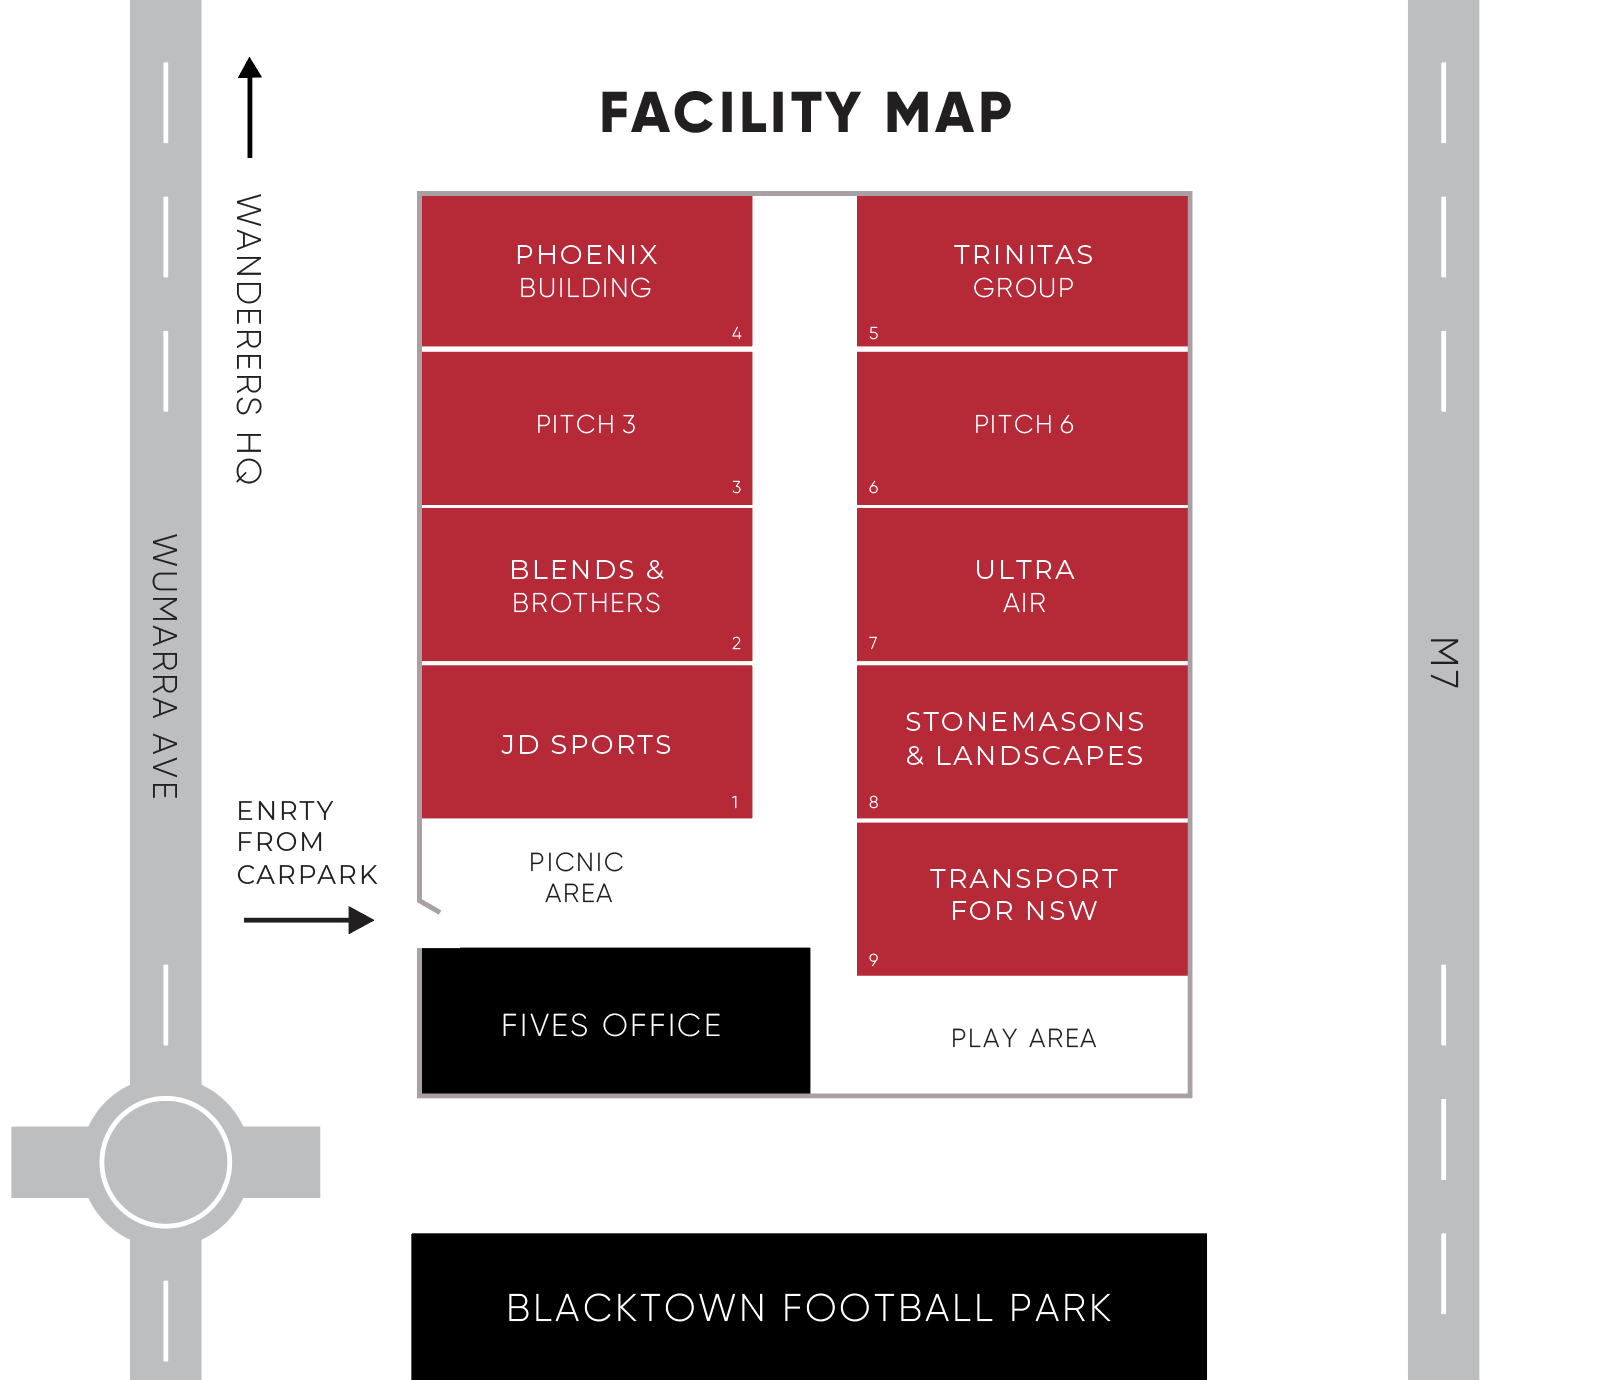 FACILITY MAP
WANDERERS HQ
WUMARRA AVE
ENRTY
FROM
CARPARK
PHOENIX
BUILDING
4
PITCH 3
3
BLENDS &
BROTHERS
2
JD SPORTS
1
PICNIC
AREA
FIVES OFFICE
TRINITAS
GROUP
5
PITCH 6
6
ULTRA
AIR
7
STONEMASONS
& LANDSCAPES
8
TRANSPORT
FOR NSW
9
PLAY AREA
M7
BLACKTOWN FOOTBALL PARK